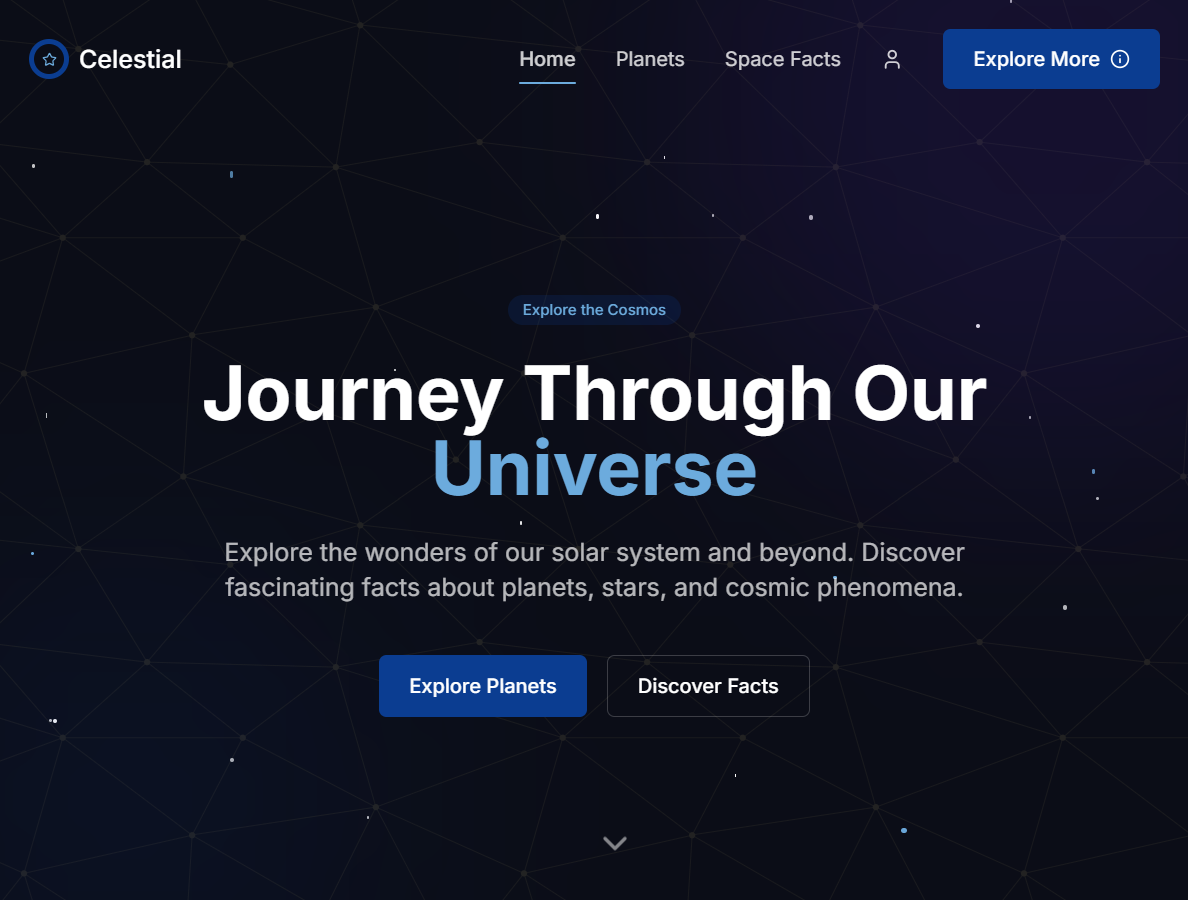 Celestial
Home
Planets
Space Facts
Explore More
Explore the Cosmos
Journey Through Our
Universe
Explore the wonders of our solar system and beyond. Discover
fascinating facts about planets, stars, and cosmic phenomena.
Explore Planets
Discover Facts